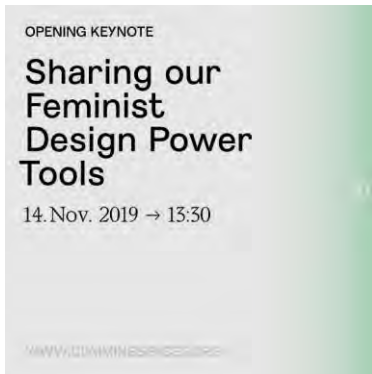 OPENING KEYNOTE
Sharing our
Feminist
Design Power
Tools
14. Nov. 2019 → 13:30